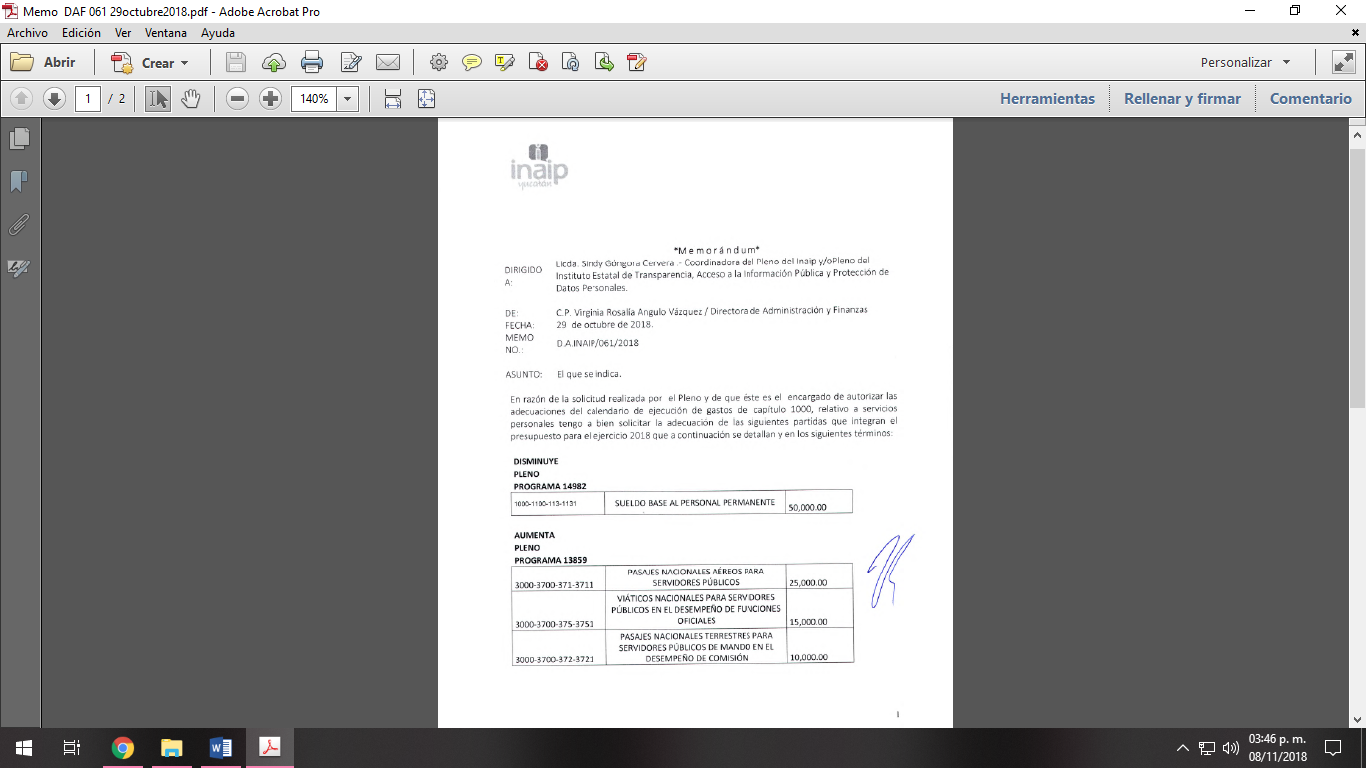 Memo DAF 061 29octubre2018.pdf - Adobe Acrobat Pro
Archivo Edición Ver Ventana Ayuda
Abrir Crear Personalizar
1 / 2 140% Herramientas Rellenar y firmar Comentario
inaip
yucatán
*Memorándum*
DIRIGIDO A: Licda. Sindy Góngora Cervera .- Coordinadora del Pleno del Inaip y/oPleno del
Instituto Estatal de Transparencia, Acceso a la Información Pública y Protección de
Datos Personales.
DE: C.P. Virginia Rosalía Angulo Vázquez / Directora de Administración y Finanzas
FECHA: 29 de octubre de 2018.
MEMO NO.: D.A.INAIP/061/2018
ASUNTO: El que se indica.
En razón de la solicitud realizada por el Pleno y de que éste es el encargado de autorizar las
adecuaciones del calendario de ejecución de gastos de capítulo 1000, relativo a servicios
personales tengo a bien solicitar la adecuación de las siguientes partidas que integran el
presupuesto para el ejercicio 2018 que a continuación se detallan y en los siguientes términos:
DISMINUYE
PLENO
PROGRAMA 14982
1000-1100-113-1131 SUELDO BASE AL PERSONAL PERMANENTE 50,000.00
AUMENTA
PLENO
PROGRAMA 13859
3000-3700-371-3711 PASAJES NACIONALES AÉREOS PARA
SERVIDORES PÚBLICOS 25,000.00
VIÁTICOS NACIONALES PARA SERVIDORES
PÚBLICOS EN EL DESEMPEÑO DE FUNCIONES
3000-3700-375-3751 OFICIALES 15,000.00
PASAJES NACIONALES TERRESTRES PARA
SERVIDORES PÚBLICOS DE MANDO EN EL
3000-3700-372-3721 DESEMPEÑO DE COMISIÓN 10,000.00
1
03:46 p. m.
08/11/2018